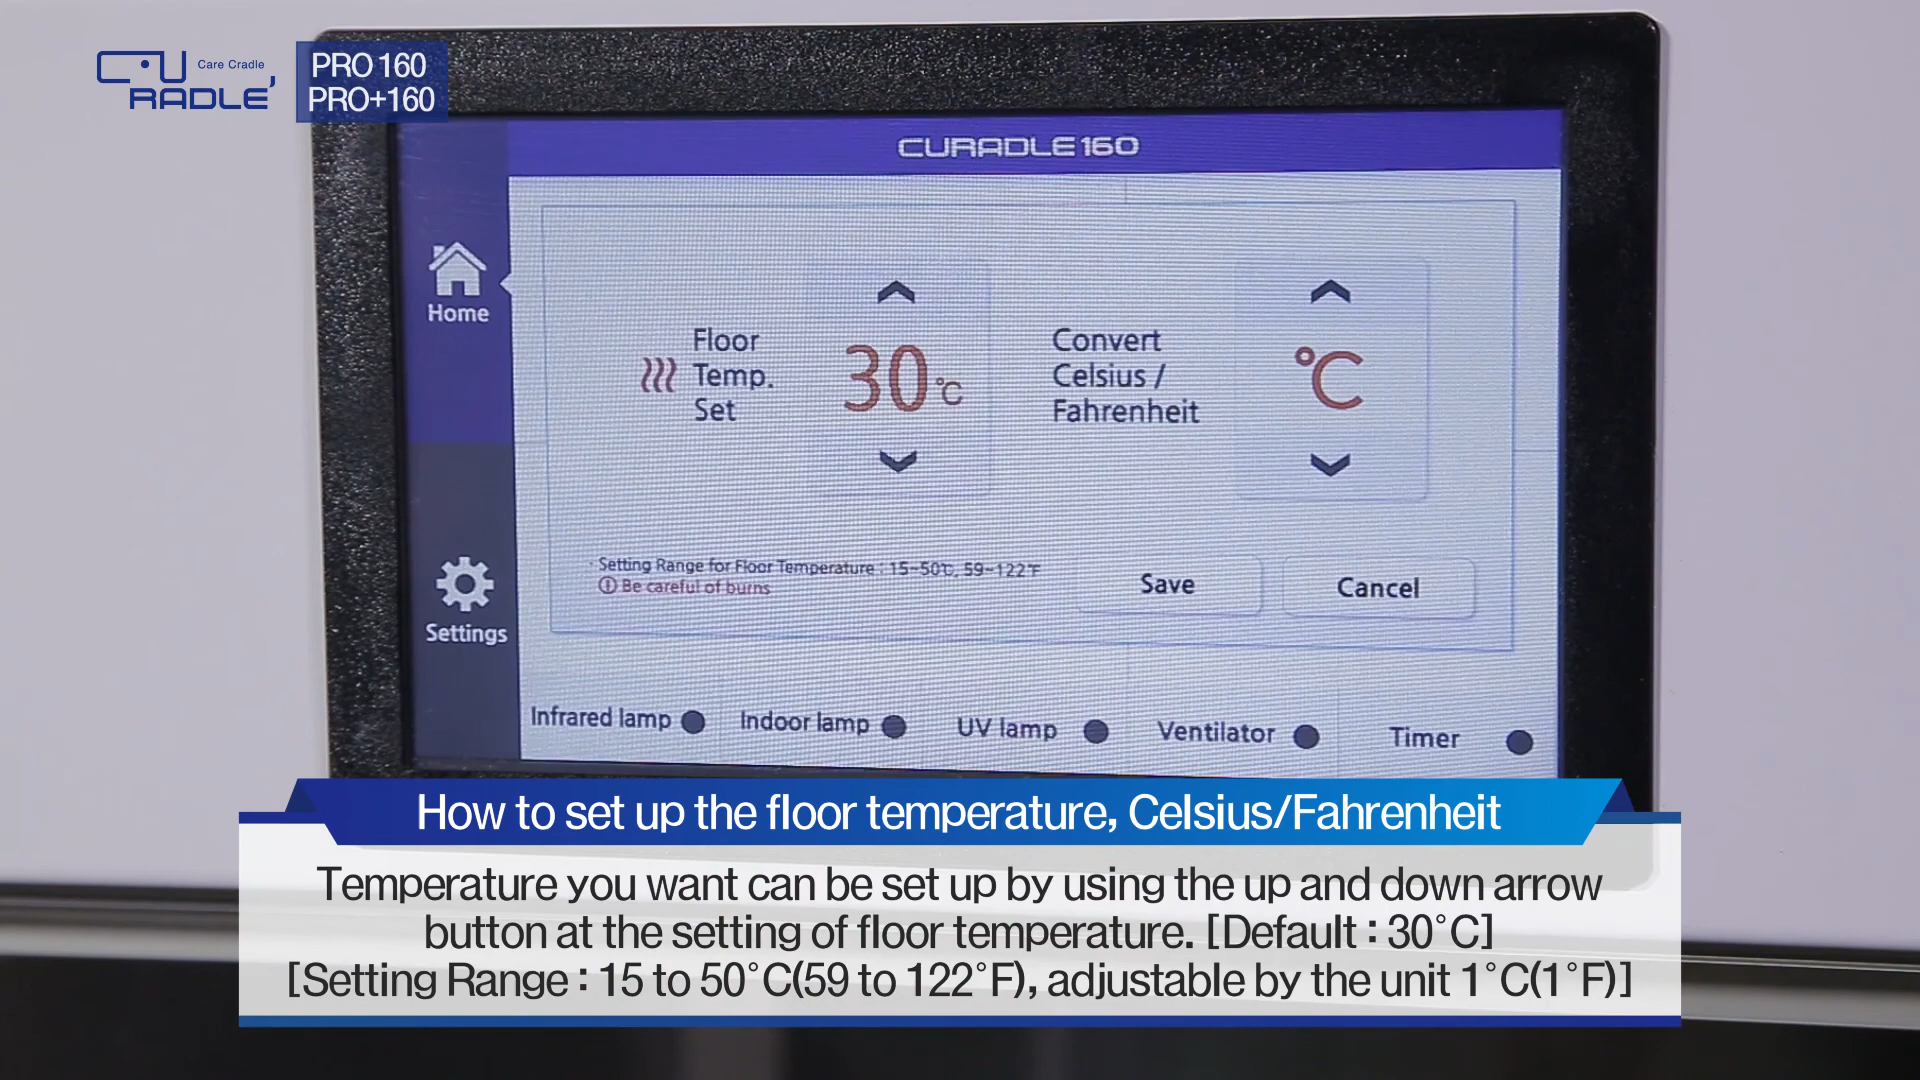 CURADLE
Care Cradle
PRO 160
PRO+160
CURADLE160
Home
Floor
Temp.
Set
30℃
Convert
Celsius /
Fahrenheit
℃
Setting Range for Floor Temperature : 15~50℃, 59~122℉
Be careful of burns
Save
Cancel
Settings
Infrared lamp
Indoor lamp
UV lamp
Ventilator
Timer
How to set up the floor temperature, Celsius/Fahrenheit
Temperature you want can be set up by using the up and down arrow
button at the setting of floor temperature. [Default : 30°C]
[Setting Range : 15 to 50°C(59 to 122°F), adjustable by the unit 1°C(1°F)]